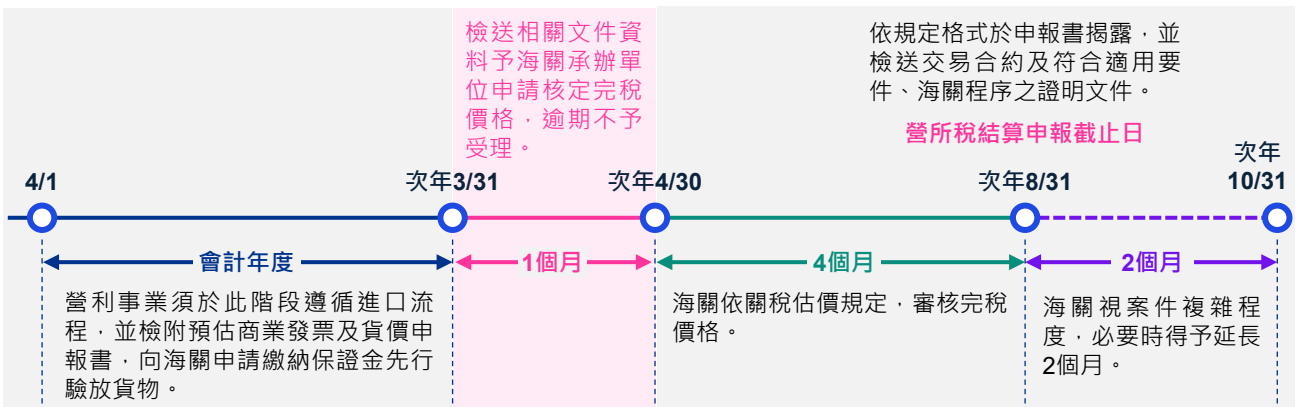 檢送相關文件資
料予海關承辦單
位申請核定完稅
價格，逾期不予
受理。
依規定格式於申報書揭露，並
檢送交易合約及符合適用要
件、海關程序之證明文件。
營所稅結算申報截止日
4/1
次年3/31
次年4/30
次年8/31
次年
10/31
會計年度
1個月
4個月
2個月
營利事業須於此階段遵循進口流
程，並檢附預估商業發票及貨價申
報書，向海關申請繳納保證金先行
驗放貨物。
海關依關稅估價規定，審核完稅
價格。
海關視案件複雜程
度，必要時得予延長
2個月。